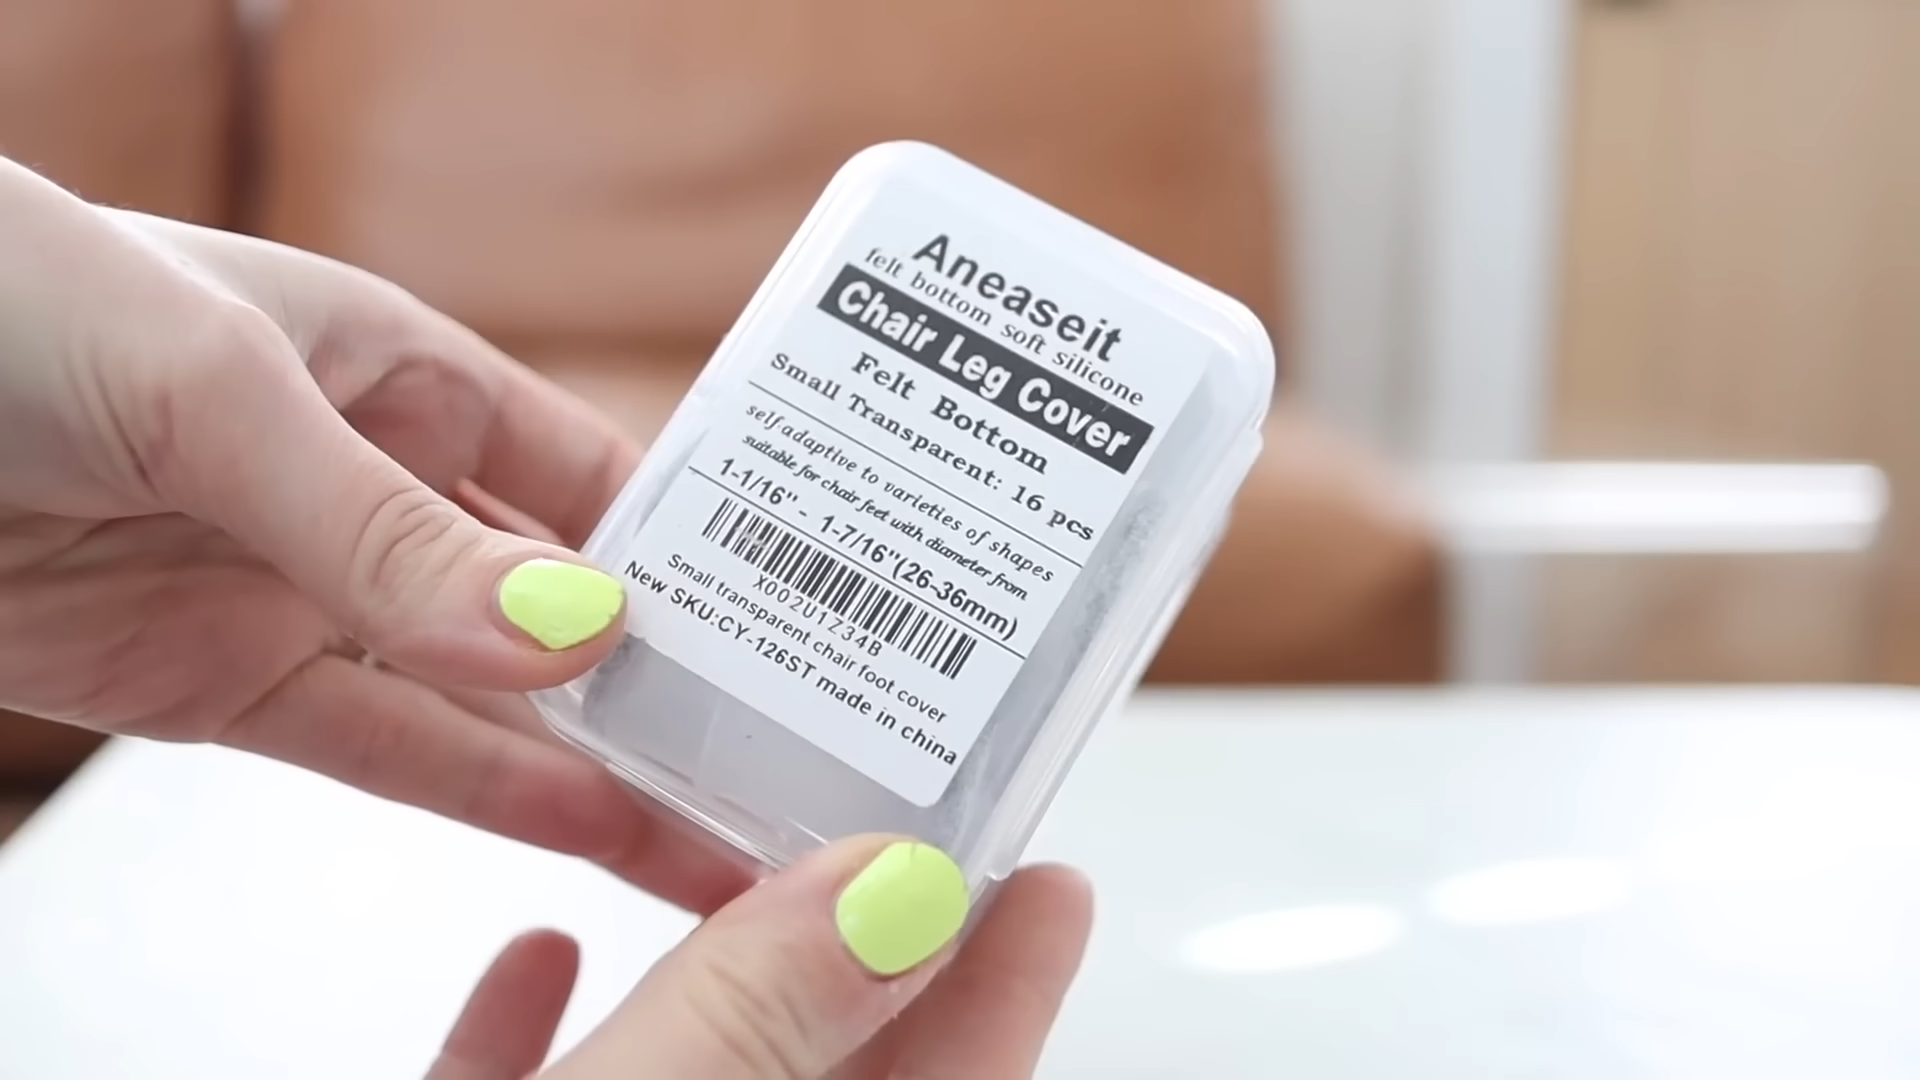 Aneaseit
felt bottom soft silicone
Chair Leg Cover
Felt Bottom
Small Transparent: 16 pcs
self-adaptive to varieties of shapes
suitable for chair feet with diameter from
1-1/16" - 1-7/16"(26-36mm)
X002U1Z34B
Small transparent chair foot cover
New SKU:CY-126ST made in china